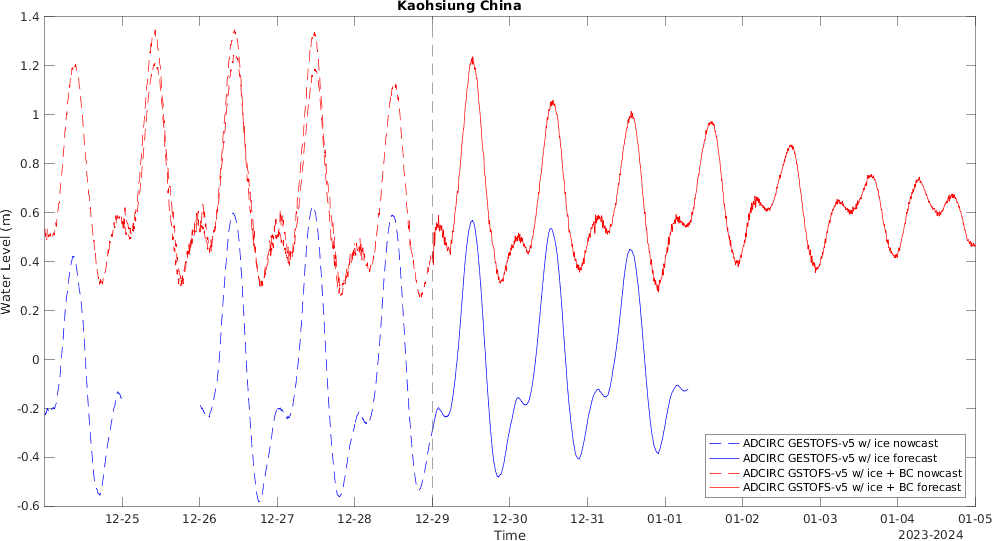 Kaohsiung China
1.4
1.2
1
0.8
0.6
0.4
0.2
0
-0.2
-0.4
-0.6
Water Level (m)
ADCIRC GESTOFS-v5 w/ ice nowcast
ADCIRC GESTOFS-v5 w/ ice forecast
ADCIRC GSTOFS-v5 w/ ice + BC nowcast
ADCIRC GSTOFS-v5 w/ ice + BC forecast
12-25 12-26 12-27 12-28 12-29 12-30 12-31 01-01 01-02 01-03 01-04 01-05
Time
2023-2024